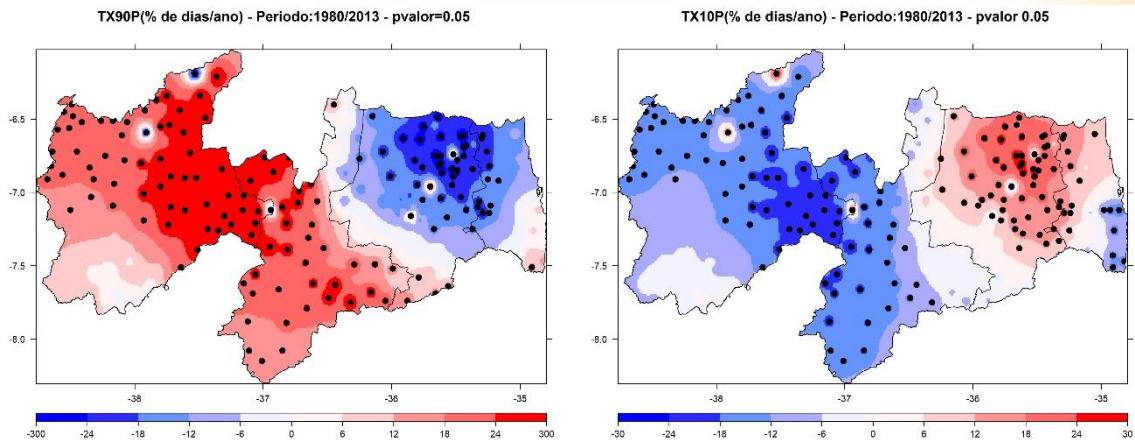 TX90P(% de dias/ano) - Periodo:1980/2013 - pvalor=0.05
-6.5
-7.0
-7.5
-8.0
-38 -37 -36 -35
-300 -24 -18 -12 -6 0 6 12 18 24 300
TX10P(% de dias/ano) - Periodo:1980/2013 - pvalor 0.05
-6.5
-7.0
-7.5
-8.0
-38 -37 -36 -35
-30 -24 -18 -12 -6 0 6 12 18 24 30